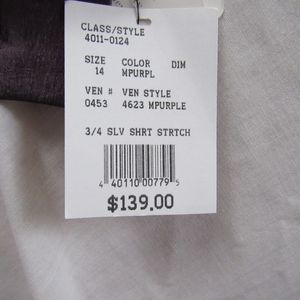 CLASS/STYLE
4011-0124
SIZE COLOR DIM
14 MPURPL
VEN # VEN STYLE
0453 4623 MPURPLE
3/4 SLV SHRT STRTCH
4 40110 00779 5
$139.00